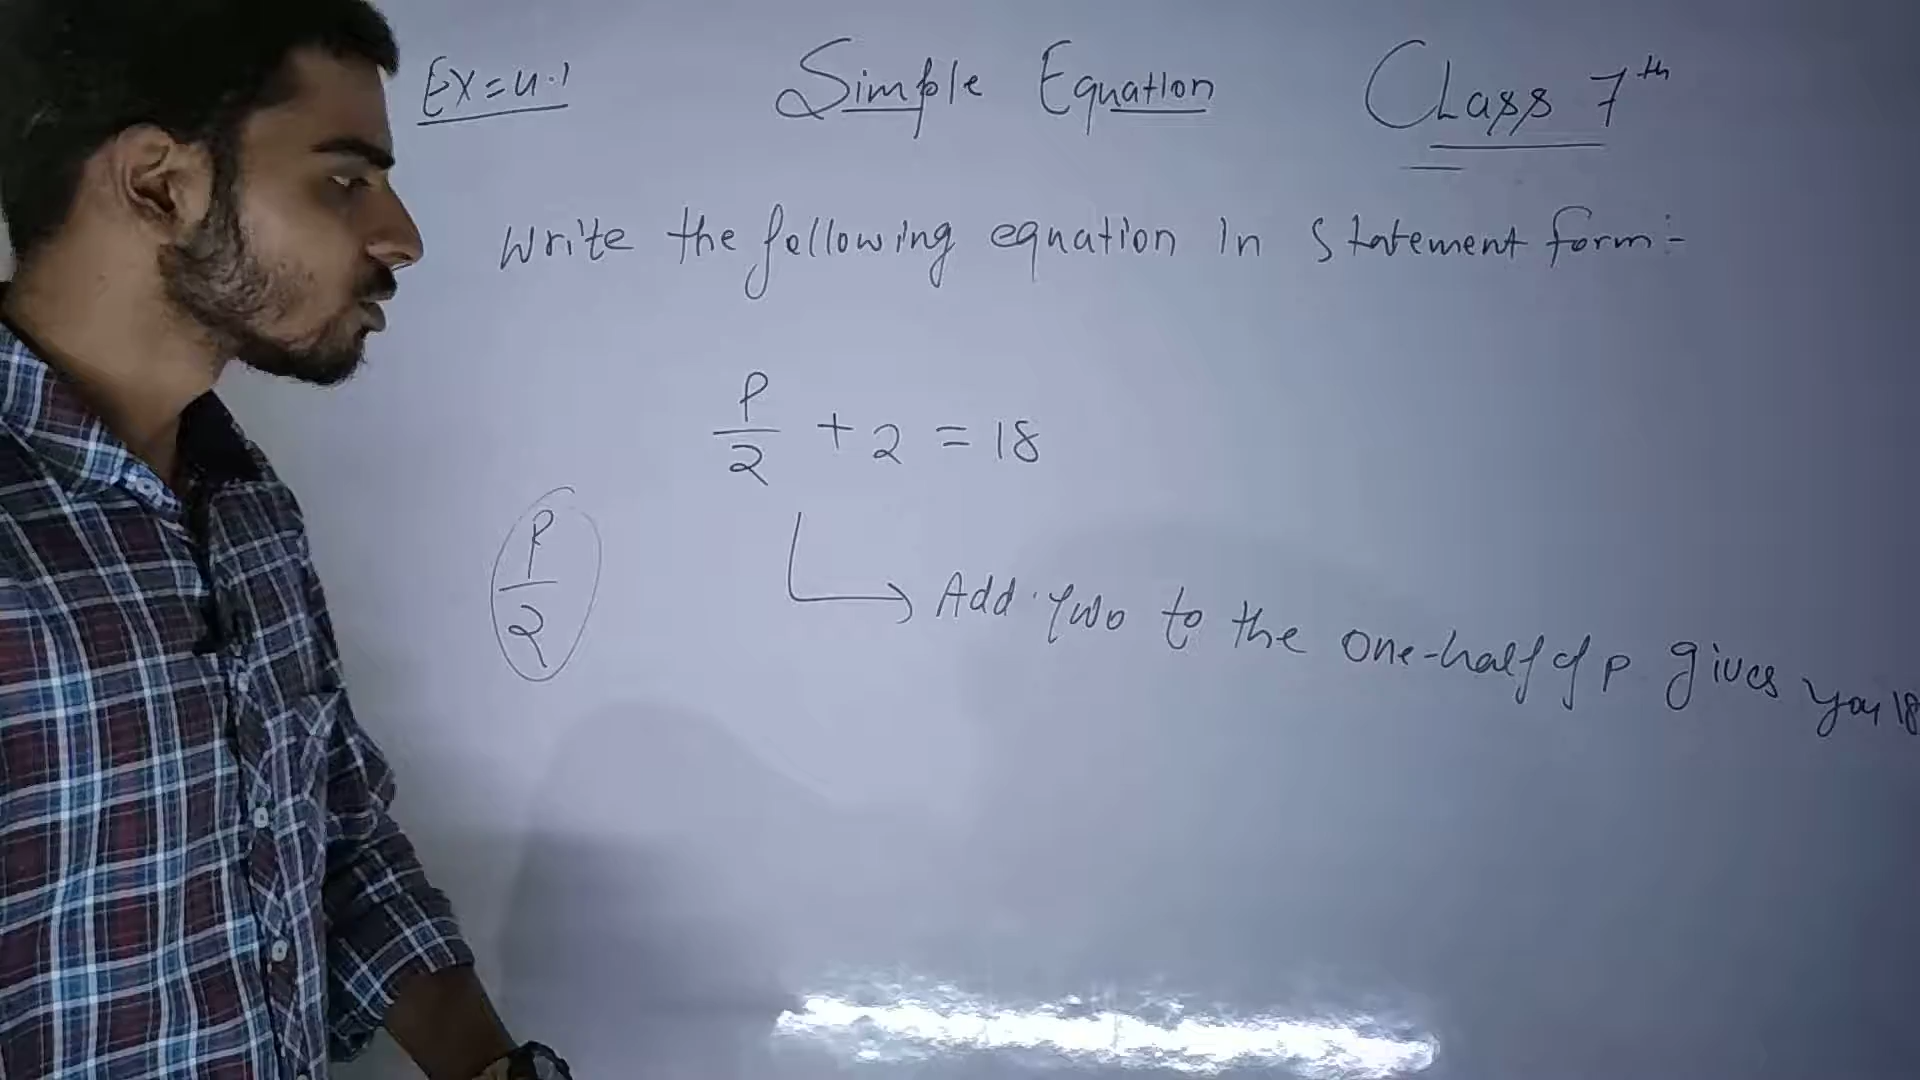 Ex = 4.1 Simple Equation Class 7th
Write the following equation in statement form :-
P/2 + 2 = 18
P/2
Add two to the one-half of P gives you 18